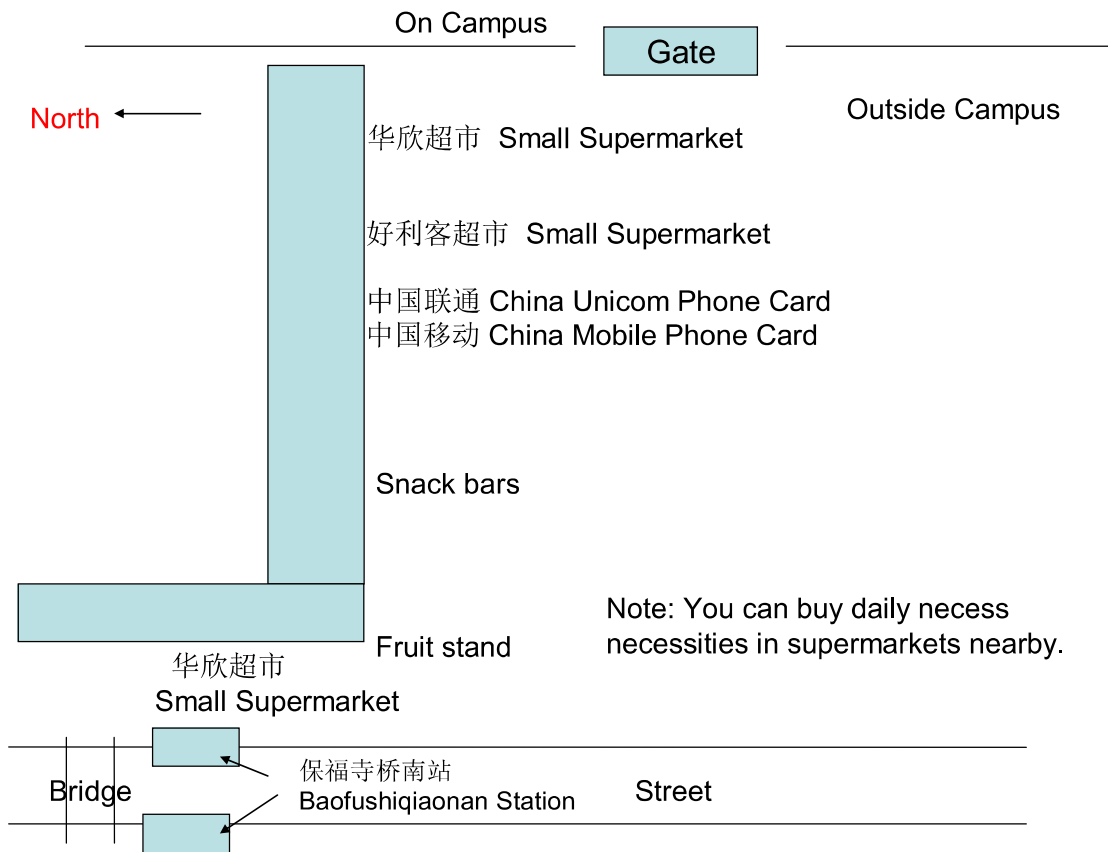 On Campus
Gate
North
Outside Campus
华欣超市 Small Supermarket
好利客超市 Small Supermarket
中国联通 China Unicom Phone Card
中国移动 China Mobile Phone Card
Snack bars
Note: You can buy daily necess
necessities in supermarkets nearby.
Fruit stand
华欣超市
Small Supermarket
保福寺桥南站
Bridge
Baofushiqiaonan Station
Street